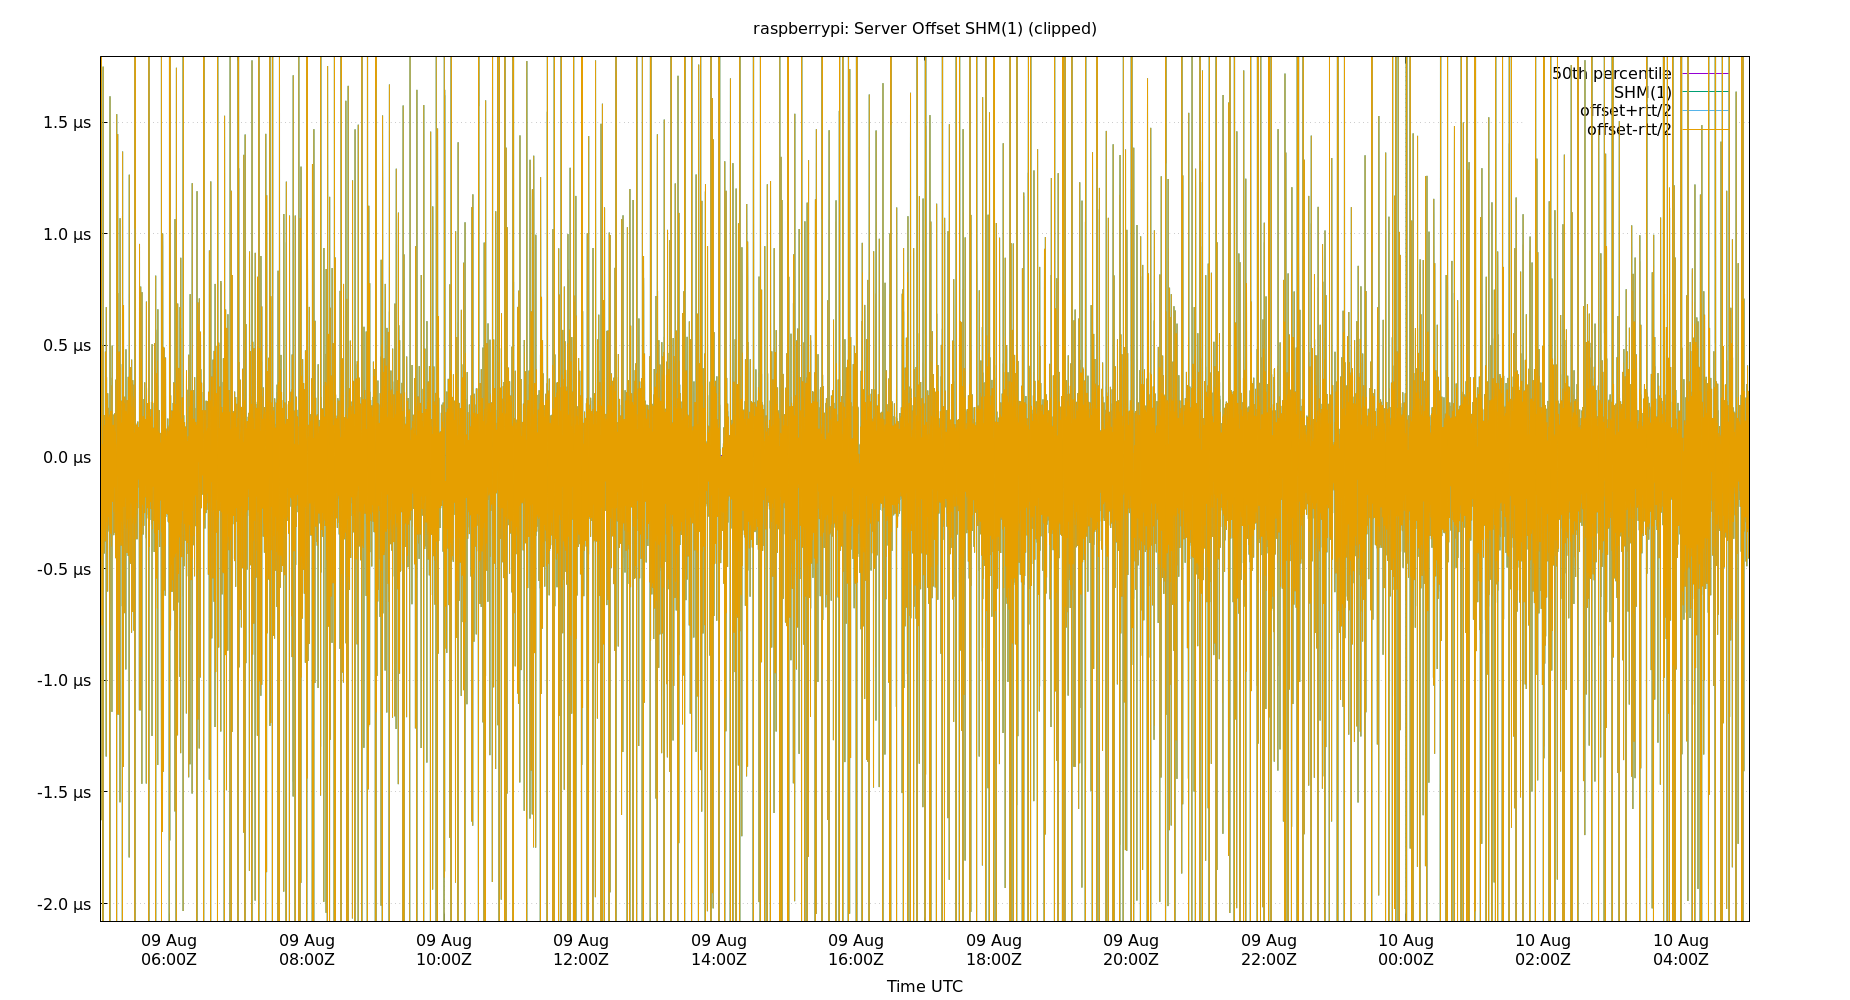 raspberrypi: Server Offset SHM(1) (clipped)
50th percentile
SHM(1)
offset+rtt/2
offset-rtt/2
1.5 µs
1.0 µs
0.5 µs
0.0 µs
-0.5 µs
-1.0 µs
-1.5 µs
-2.0 µs
09 Aug 09 Aug 09 Aug 09 Aug 09 Aug 09 Aug 09 Aug 09 Aug 09 Aug 10 Aug 10 Aug 10 Aug
06:00Z 08:00Z 10:00Z 12:00Z 14:00Z 16:00Z 18:00Z 20:00Z 22:00Z 00:00Z 02:00Z 04:00Z
Time UTC